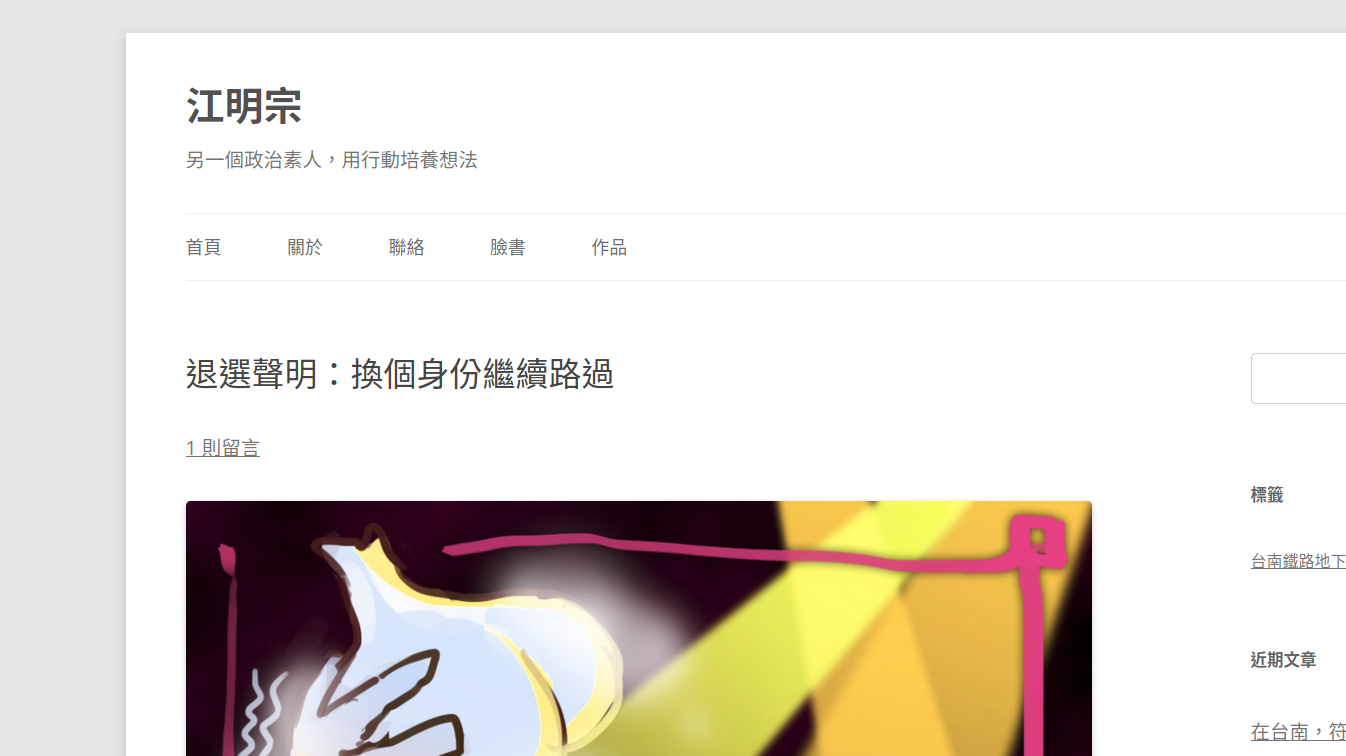 江明宗
另一個政治素人，用行動培養想法
首頁 關於 聯絡 臉書 作品
退選聲明：換個身份繼續路過
1 則留言
標籤
台南鐵路地下
近期文章
在台南，符